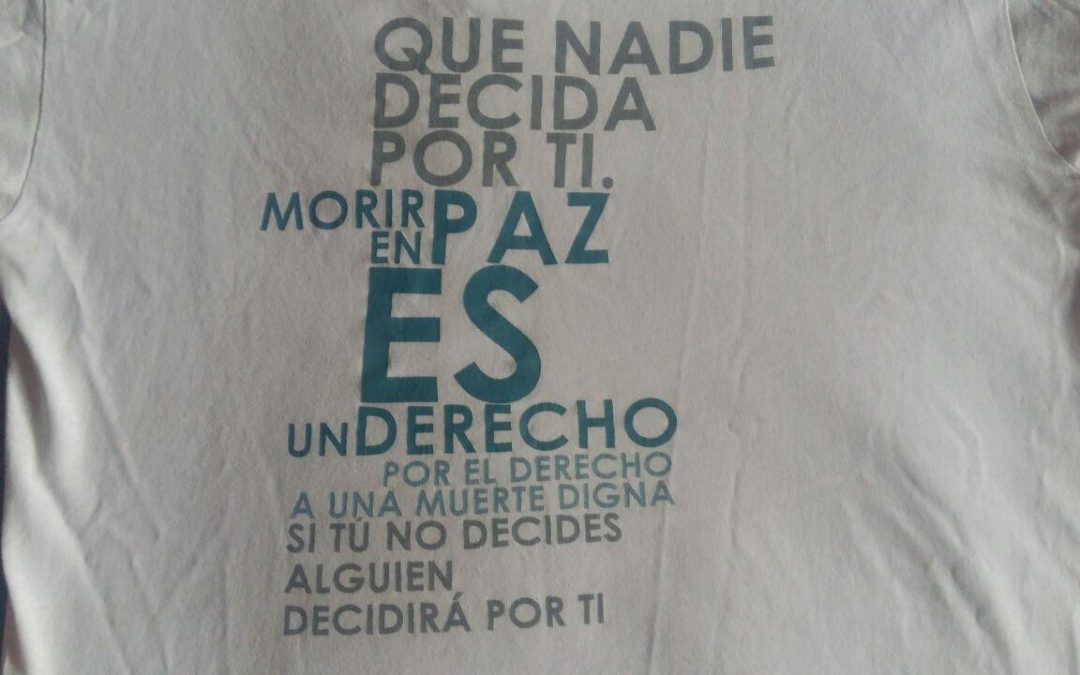 QUE NADIE
DECIDA
POR TI.
MORIR
EN PAZ
ES
UN DERECHO
POR EL DERECHO
A UNA MUERTE DIGNA
SI TÚ NO DECIDES
ALGUIEN
DECIDIRÁ POR TI